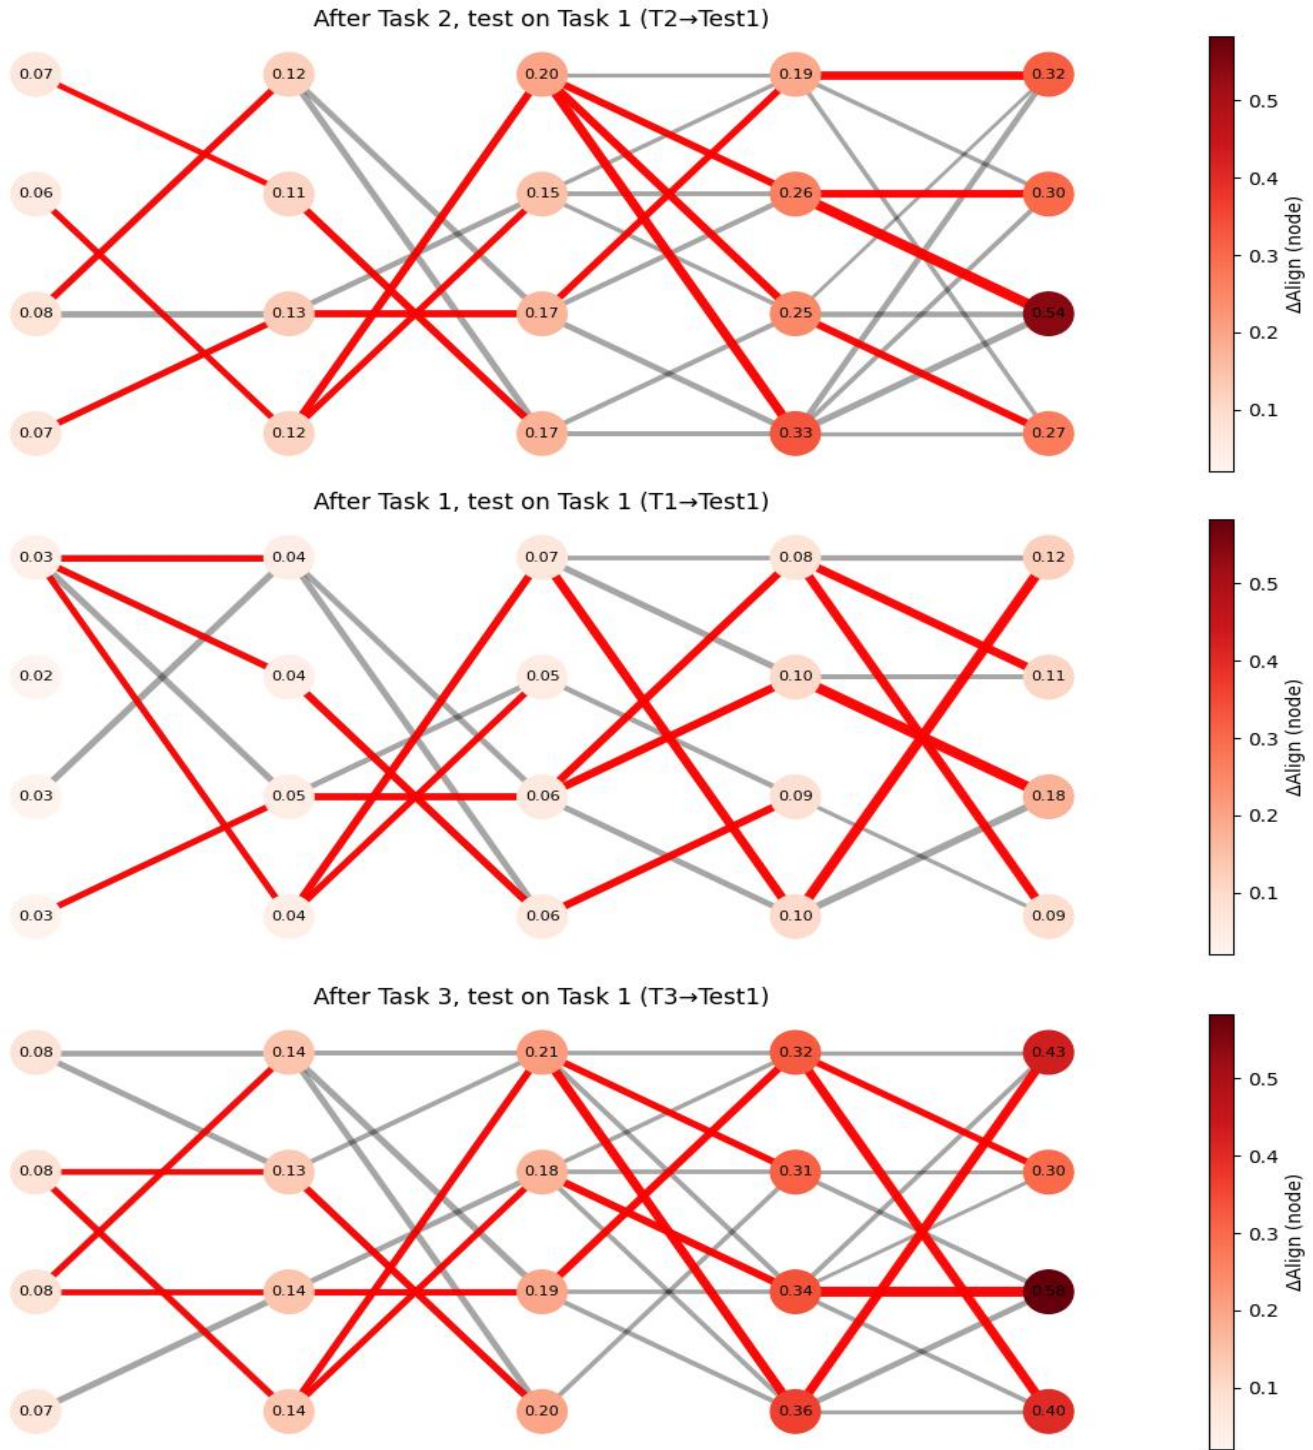 After Task 2, test on Task 1 (T2→Test1)
0.07 0.12 0.20 0.19 0.32
0.06 0.11 0.15 0.26 0.30
0.08 0.13 0.17 0.25 0.54
0.07 0.12 0.17 0.33 0.27
0.5
0.4
0.3
0.2
0.1
ΔAlign (node)
After Task 1, test on Task 1 (T1→Test1)
0.03 0.04 0.07 0.08 0.12
0.02 0.04 0.05 0.10 0.11
0.03 0.05 0.06 0.09 0.18
0.03 0.04 0.06 0.10 0.09
0.5
0.4
0.3
0.2
0.1
ΔAlign (node)
After Task 3, test on Task 1 (T3→Test1)
0.08 0.14 0.21 0.32 0.43
0.08 0.13 0.18 0.31 0.30
0.08 0.14 0.19 0.34 0.58
0.07 0.14 0.20 0.36 0.40
0.5
0.4
0.3
0.2
0.1
ΔAlign (node)